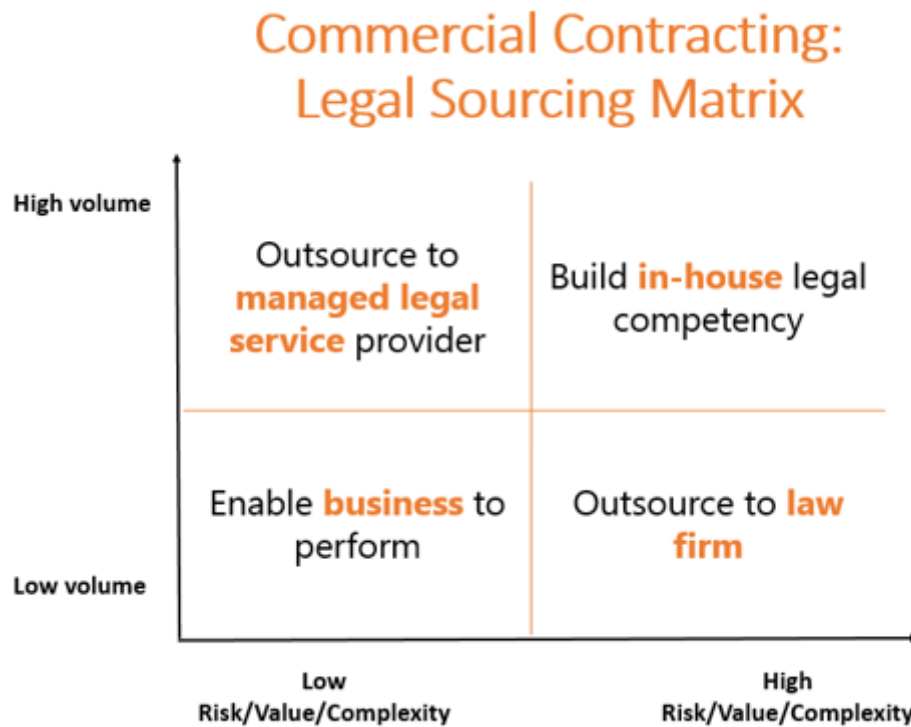 Commercial Contracting:
Legal Sourcing Matrix
High volume
Outsource to
managed legal
service provider
Build in-house legal
competency
Enable business to
perform
Outsource to law
firm
Low volume
Low
Risk/Value/Complexity
High
Risk/Value/Complexity